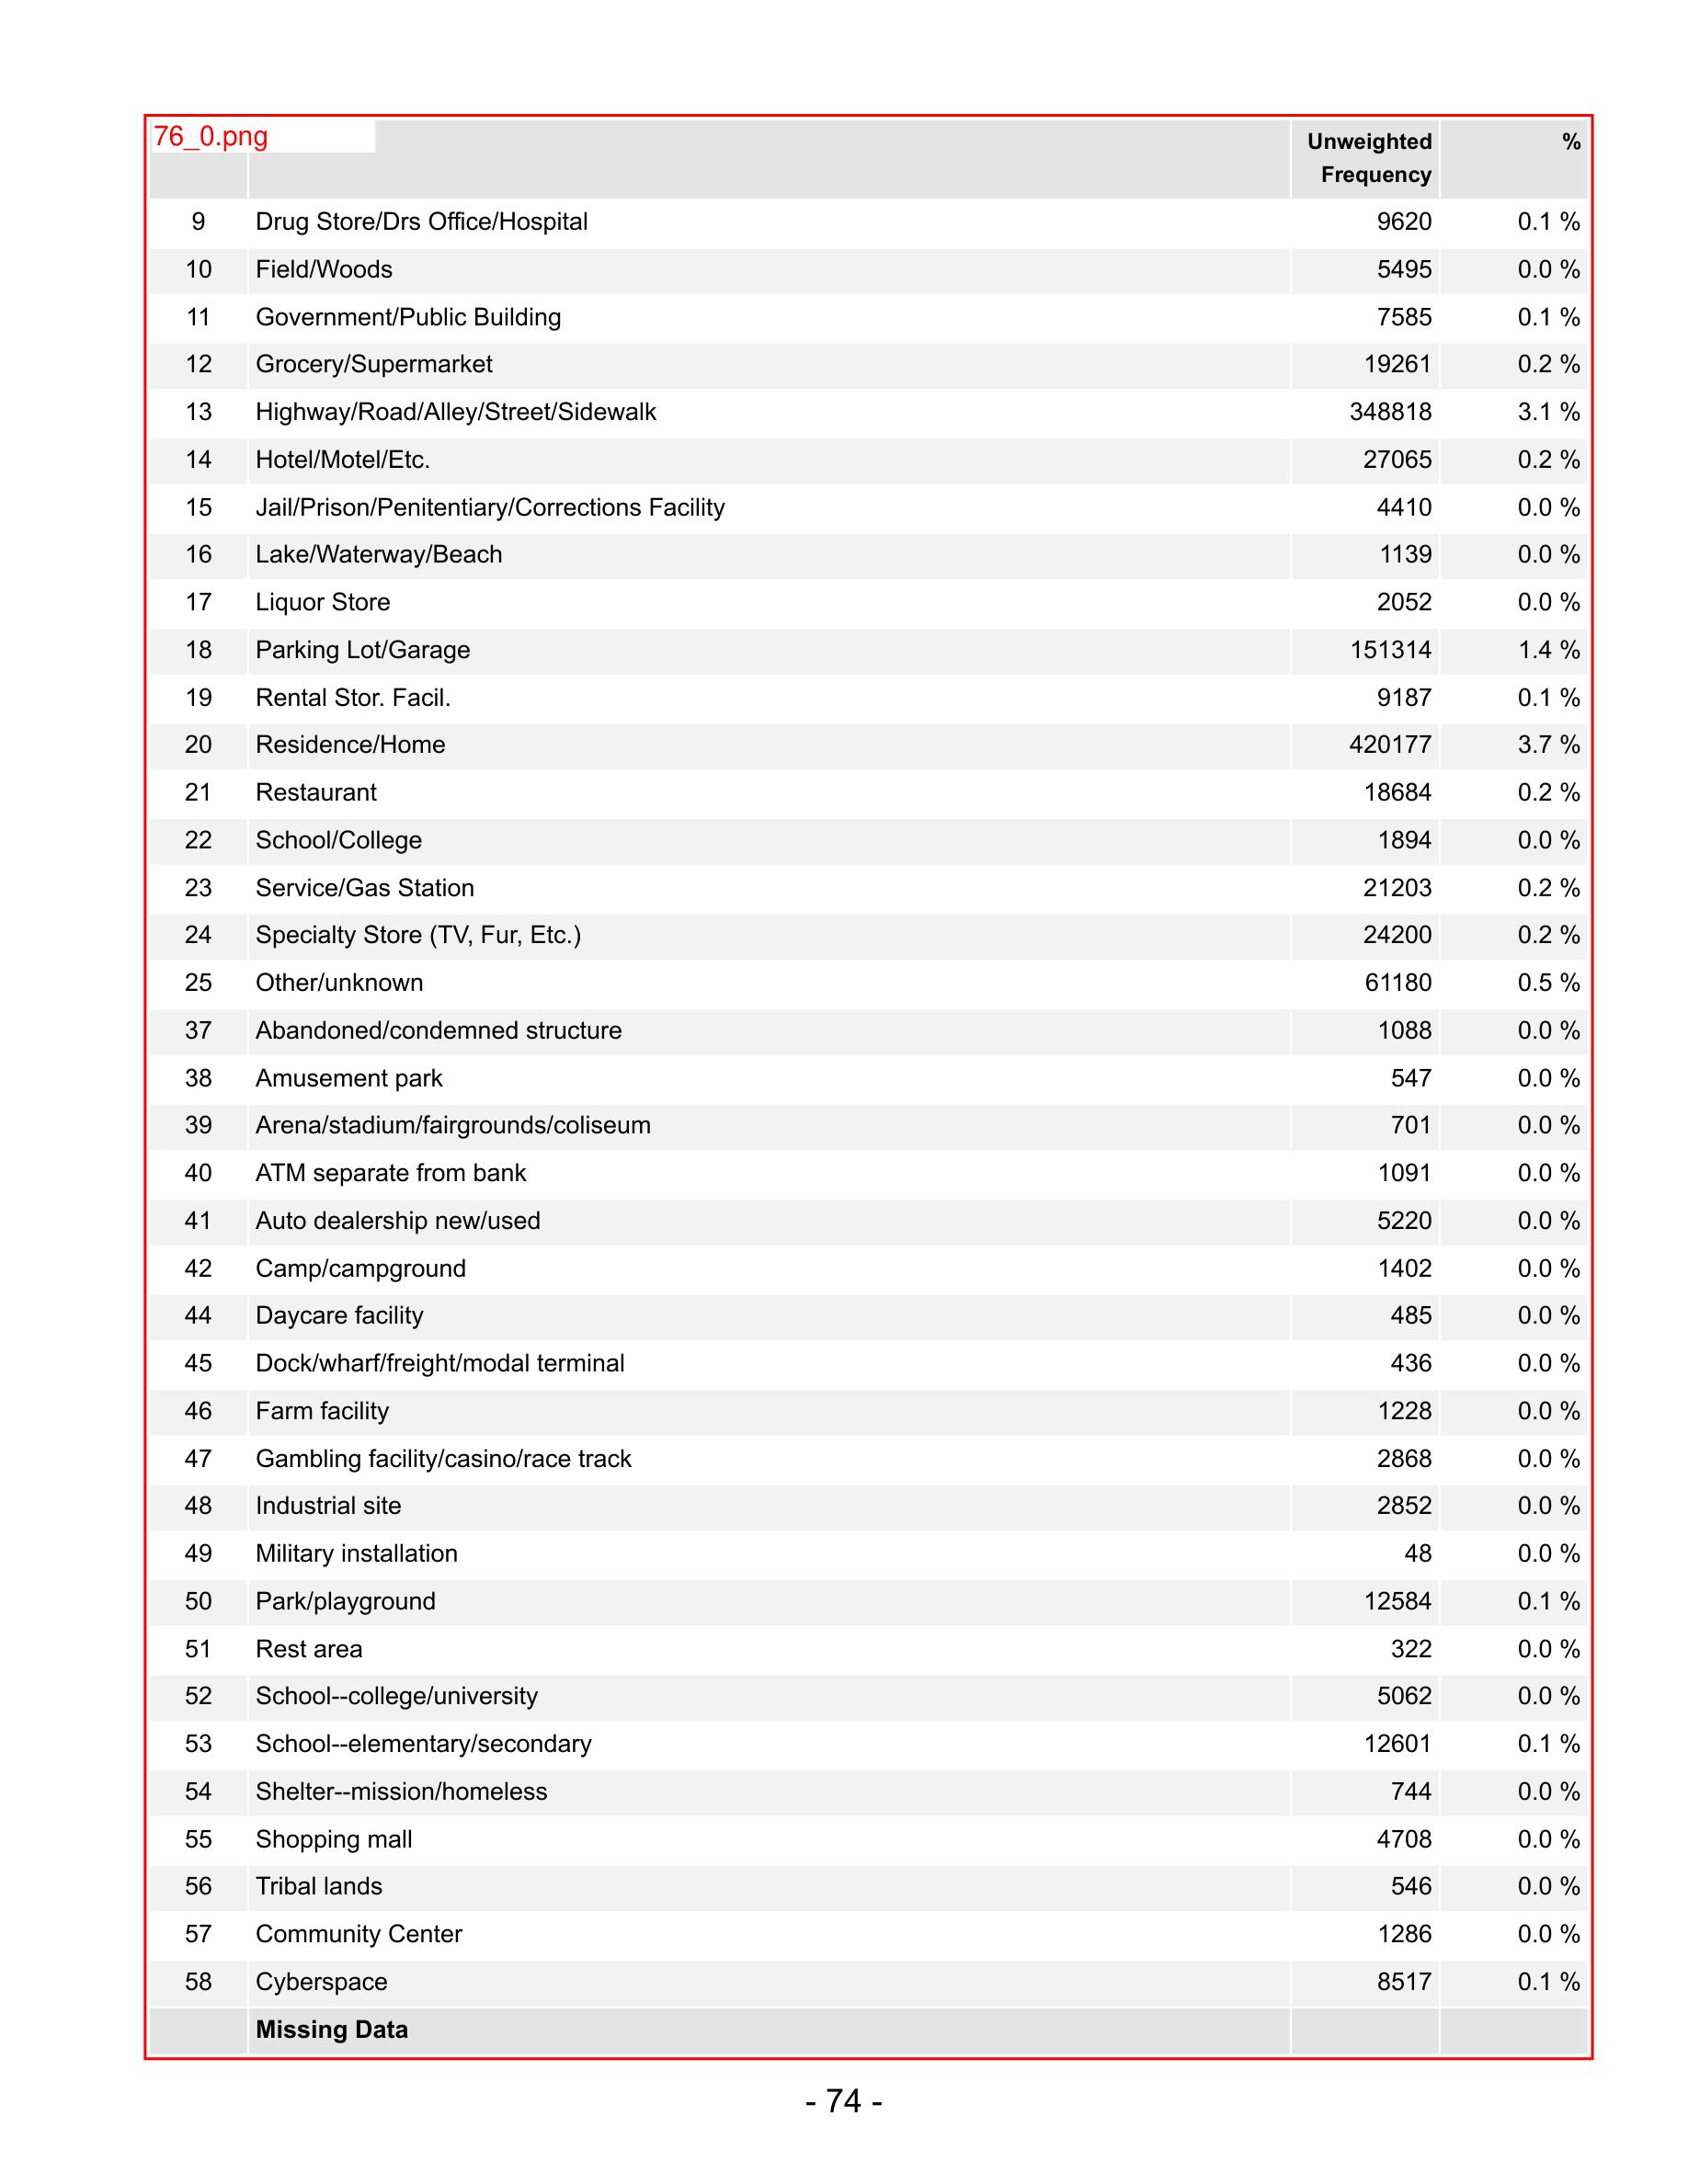 76_0.png
Unweighted Frequency %
9 Drug Store/Drs Office/Hospital 9620 0.1 %
10 Field/Woods 5495 0.0 %
11 Government/Public Building 7585 0.1 %
12 Grocery/Supermarket 19261 0.2 %
13 Highway/Road/Alley/Street/Sidewalk 348818 3.1 %
14 Hotel/Motel/Etc. 27065 0.2 %
15 Jail/Prison/Penitentiary/Corrections Facility 4410 0.0 %
16 Lake/Waterway/Beach 1139 0.0 %
17 Liquor Store 2052 0.0 %
18 Parking Lot/Garage 151314 1.4 %
19 Rental Stor. Facil. 9187 0.1 %
20 Residence/Home 420177 3.7 %
21 Restaurant 18684 0.2 %
22 School/College 1894 0.0 %
23 Service/Gas Station 21203 0.2 %
24 Specialty Store (TV, Fur, Etc.) 24200 0.2 %
25 Other/unknown 61180 0.5 %
37 Abandoned/condemned structure 1088 0.0 %
38 Amusement park 547 0.0 %
39 Arena/stadium/fairgrounds/coliseum 701 0.0 %
40 ATM separate from bank 1091 0.0 %
41 Auto dealership new/used 5220 0.0 %
42 Camp/campground 1402 0.0 %
44 Daycare facility 485 0.0 %
45 Dock/wharf/freight/modal terminal 436 0.0 %
46 Farm facility 1228 0.0 %
47 Gambling facility/casino/race track 2868 0.0 %
48 Industrial site 2852 0.0 %
49 Military installation 48 0.0 %
50 Park/playground 12584 0.1 %
51 Rest area 322 0.0 %
52 School--college/university 5062 0.0 %
53 School--elementary/secondary 12601 0.1 %
54 Shelter--mission/homeless 744 0.0 %
55 Shopping mall 4708 0.0 %
56 Tribal lands 546 0.0 %
57 Community Center 1286 0.0 %
58 Cyberspace 8517 0.1 %
Missing Data
- 74 -